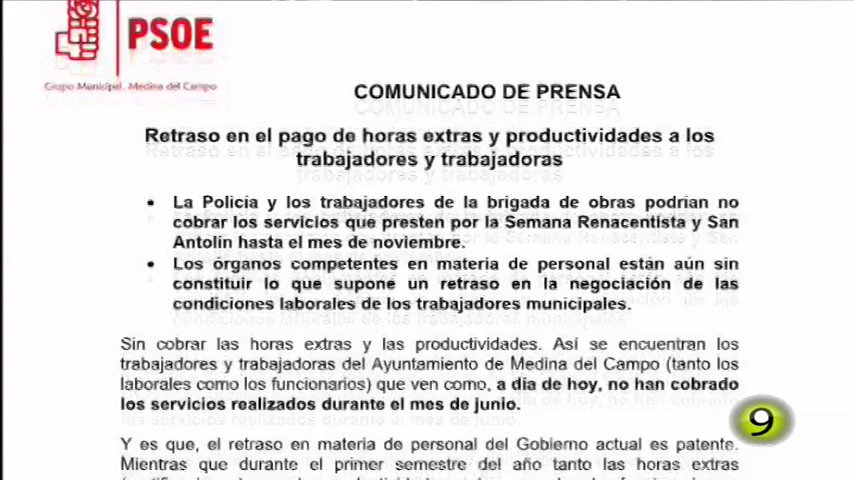 PSOE
Grupo Municipal. Medina del Campo
COMUNICADO DE PRENSA
Retraso en el pago de horas extras y productividades a los
trabajadores y trabajadoras
• La Policia y los trabajadores de la brigada de obras podrían no
cobrar los servicios que presten por la Semana Renacentista y San
Antolín hasta el mes de noviembre.
• Los órganos competentes en materia de personal están aún sin
constituir lo que supone un retraso en la negociación de las
condiciones laborales de los trabajadores municipales.
Sin cobrar las horas extras y las productividades. Así se encuentran los
trabajadores y trabajadoras del Ayuntamiento de Medina del Campo (tanto los
laborales como los funcionarios) que ven como, a día de hoy, no han cobrado
los servicios realizados durante el mes de junio.
9
Y es que, el retraso en materia de personal del Gobierno actual es patente.
Mientras que durante el primer semestre del año tanto las horas extras